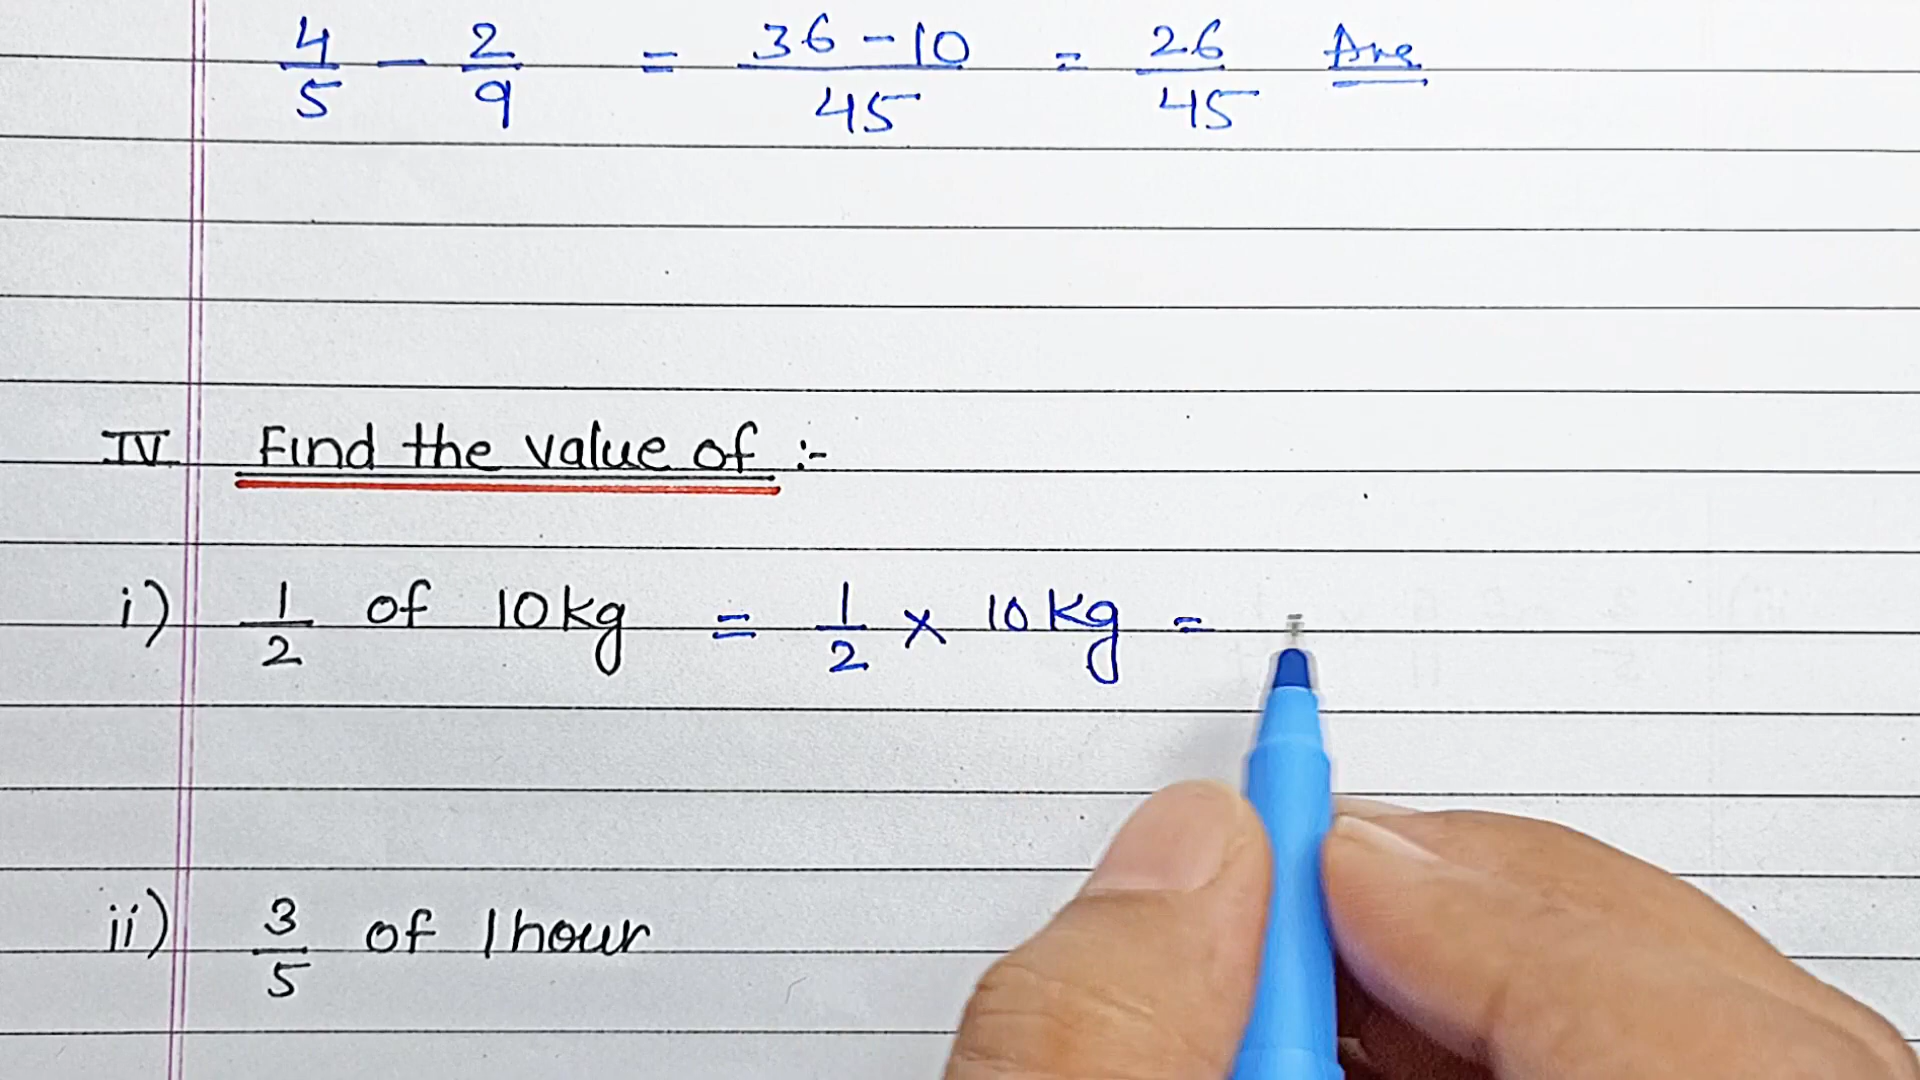 4/5 - 2/9 = 36-10/45 = 26/45 Ans
IV Find the value of :-
i) 1/2 of 10kg = 1/2 × 10kg =
ii) 3/5 of 1hour